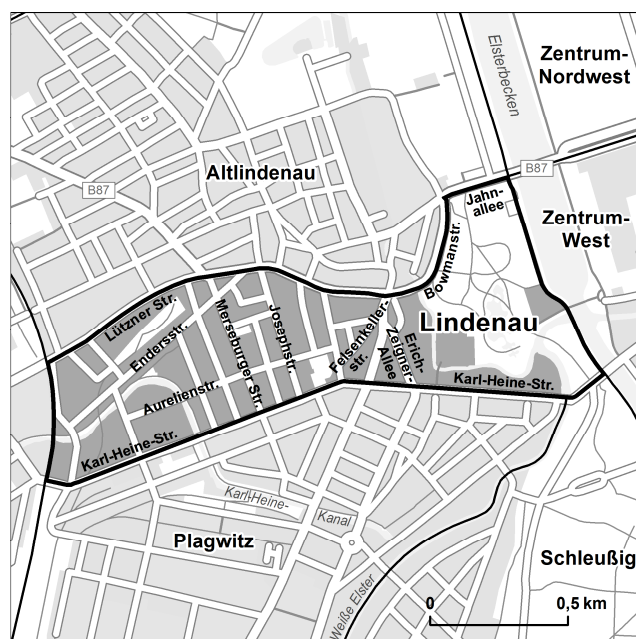 Zentrum-
Nordwest
Elsterbecken
Altlindenau
B87
B87
Jahn-
allee
Zentrum-
West
Bowmanstr.
Lützner Str.
Endersstr.
Merseburger Str.
Josephstr.
Felsenkeller-
str.
Erich-
Zeigner-
Allee
Lindenau
Karl-Heine-Str.
Aurelienstr.
Karl-Heine-Str.
Karl-Heine-
Kanal
Plagwitz
Weiße Elster
Schleußig
0
0,5 km